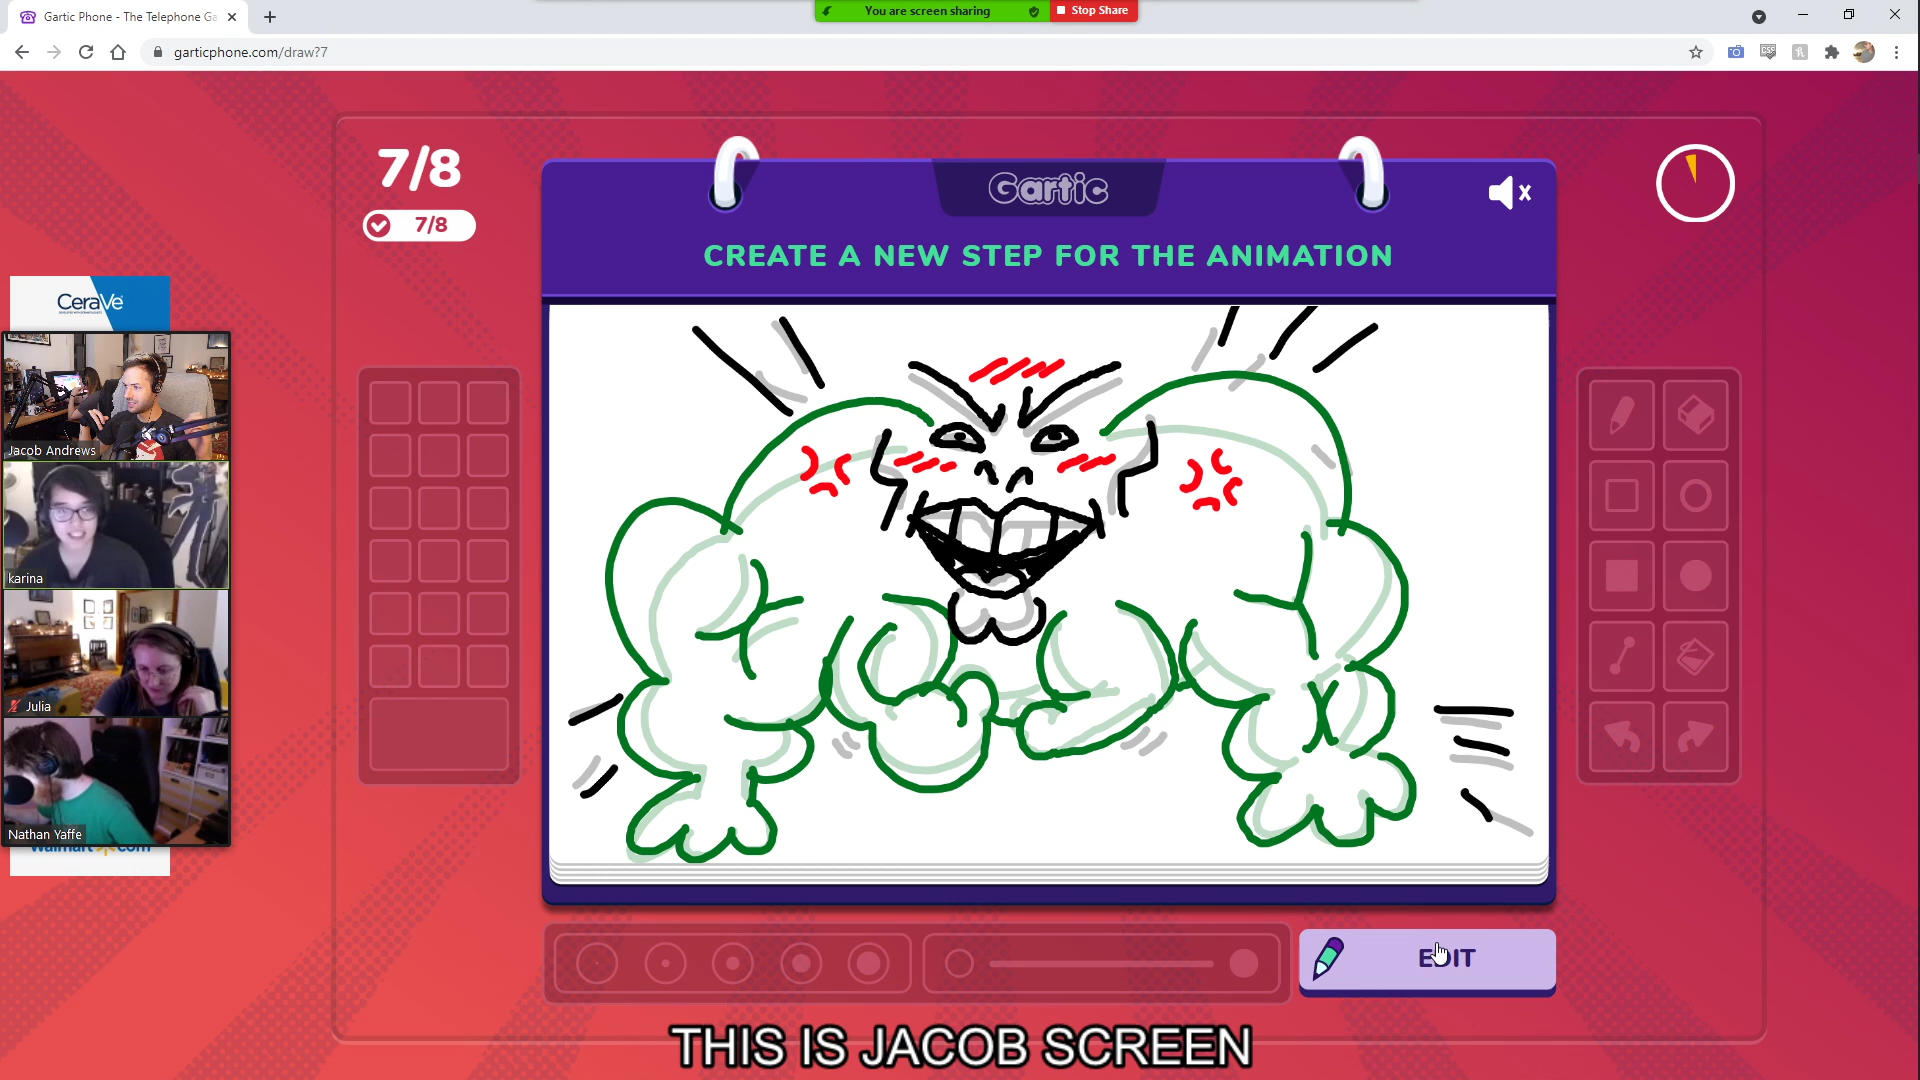 Gartic Phone - The Telephone Ga
You are screen sharing
Stop Share
garticphone.com/draw?7
7/8
7/8
Gartic
CREATE A NEW STEP FOR THE ANIMATION
CeraVe
Jacob Andrews
karina
Julia
Nathan Yaffe
EDIT
THIS IS JACOB SCREEN